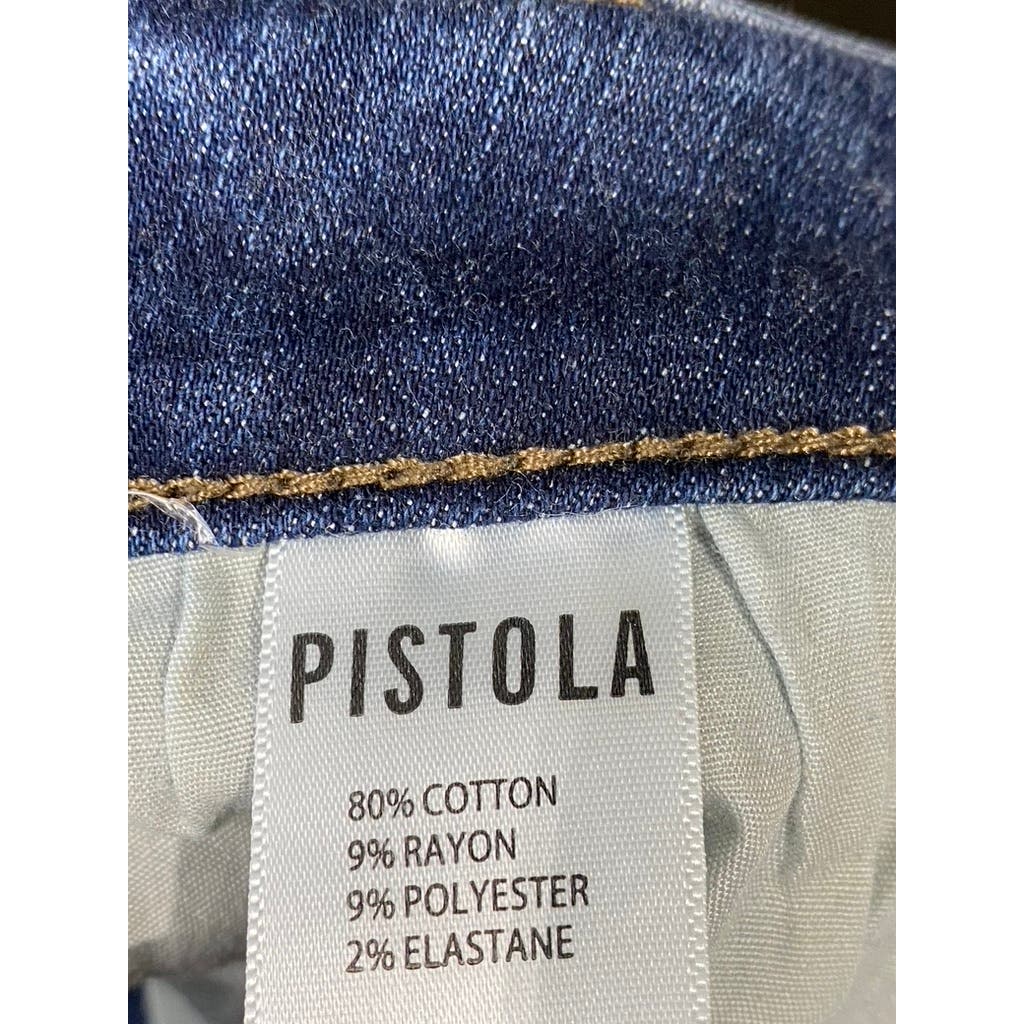 PISTOLA
80% COTTON
9% RAYON
9% POLYESTER
2% ELASTANE